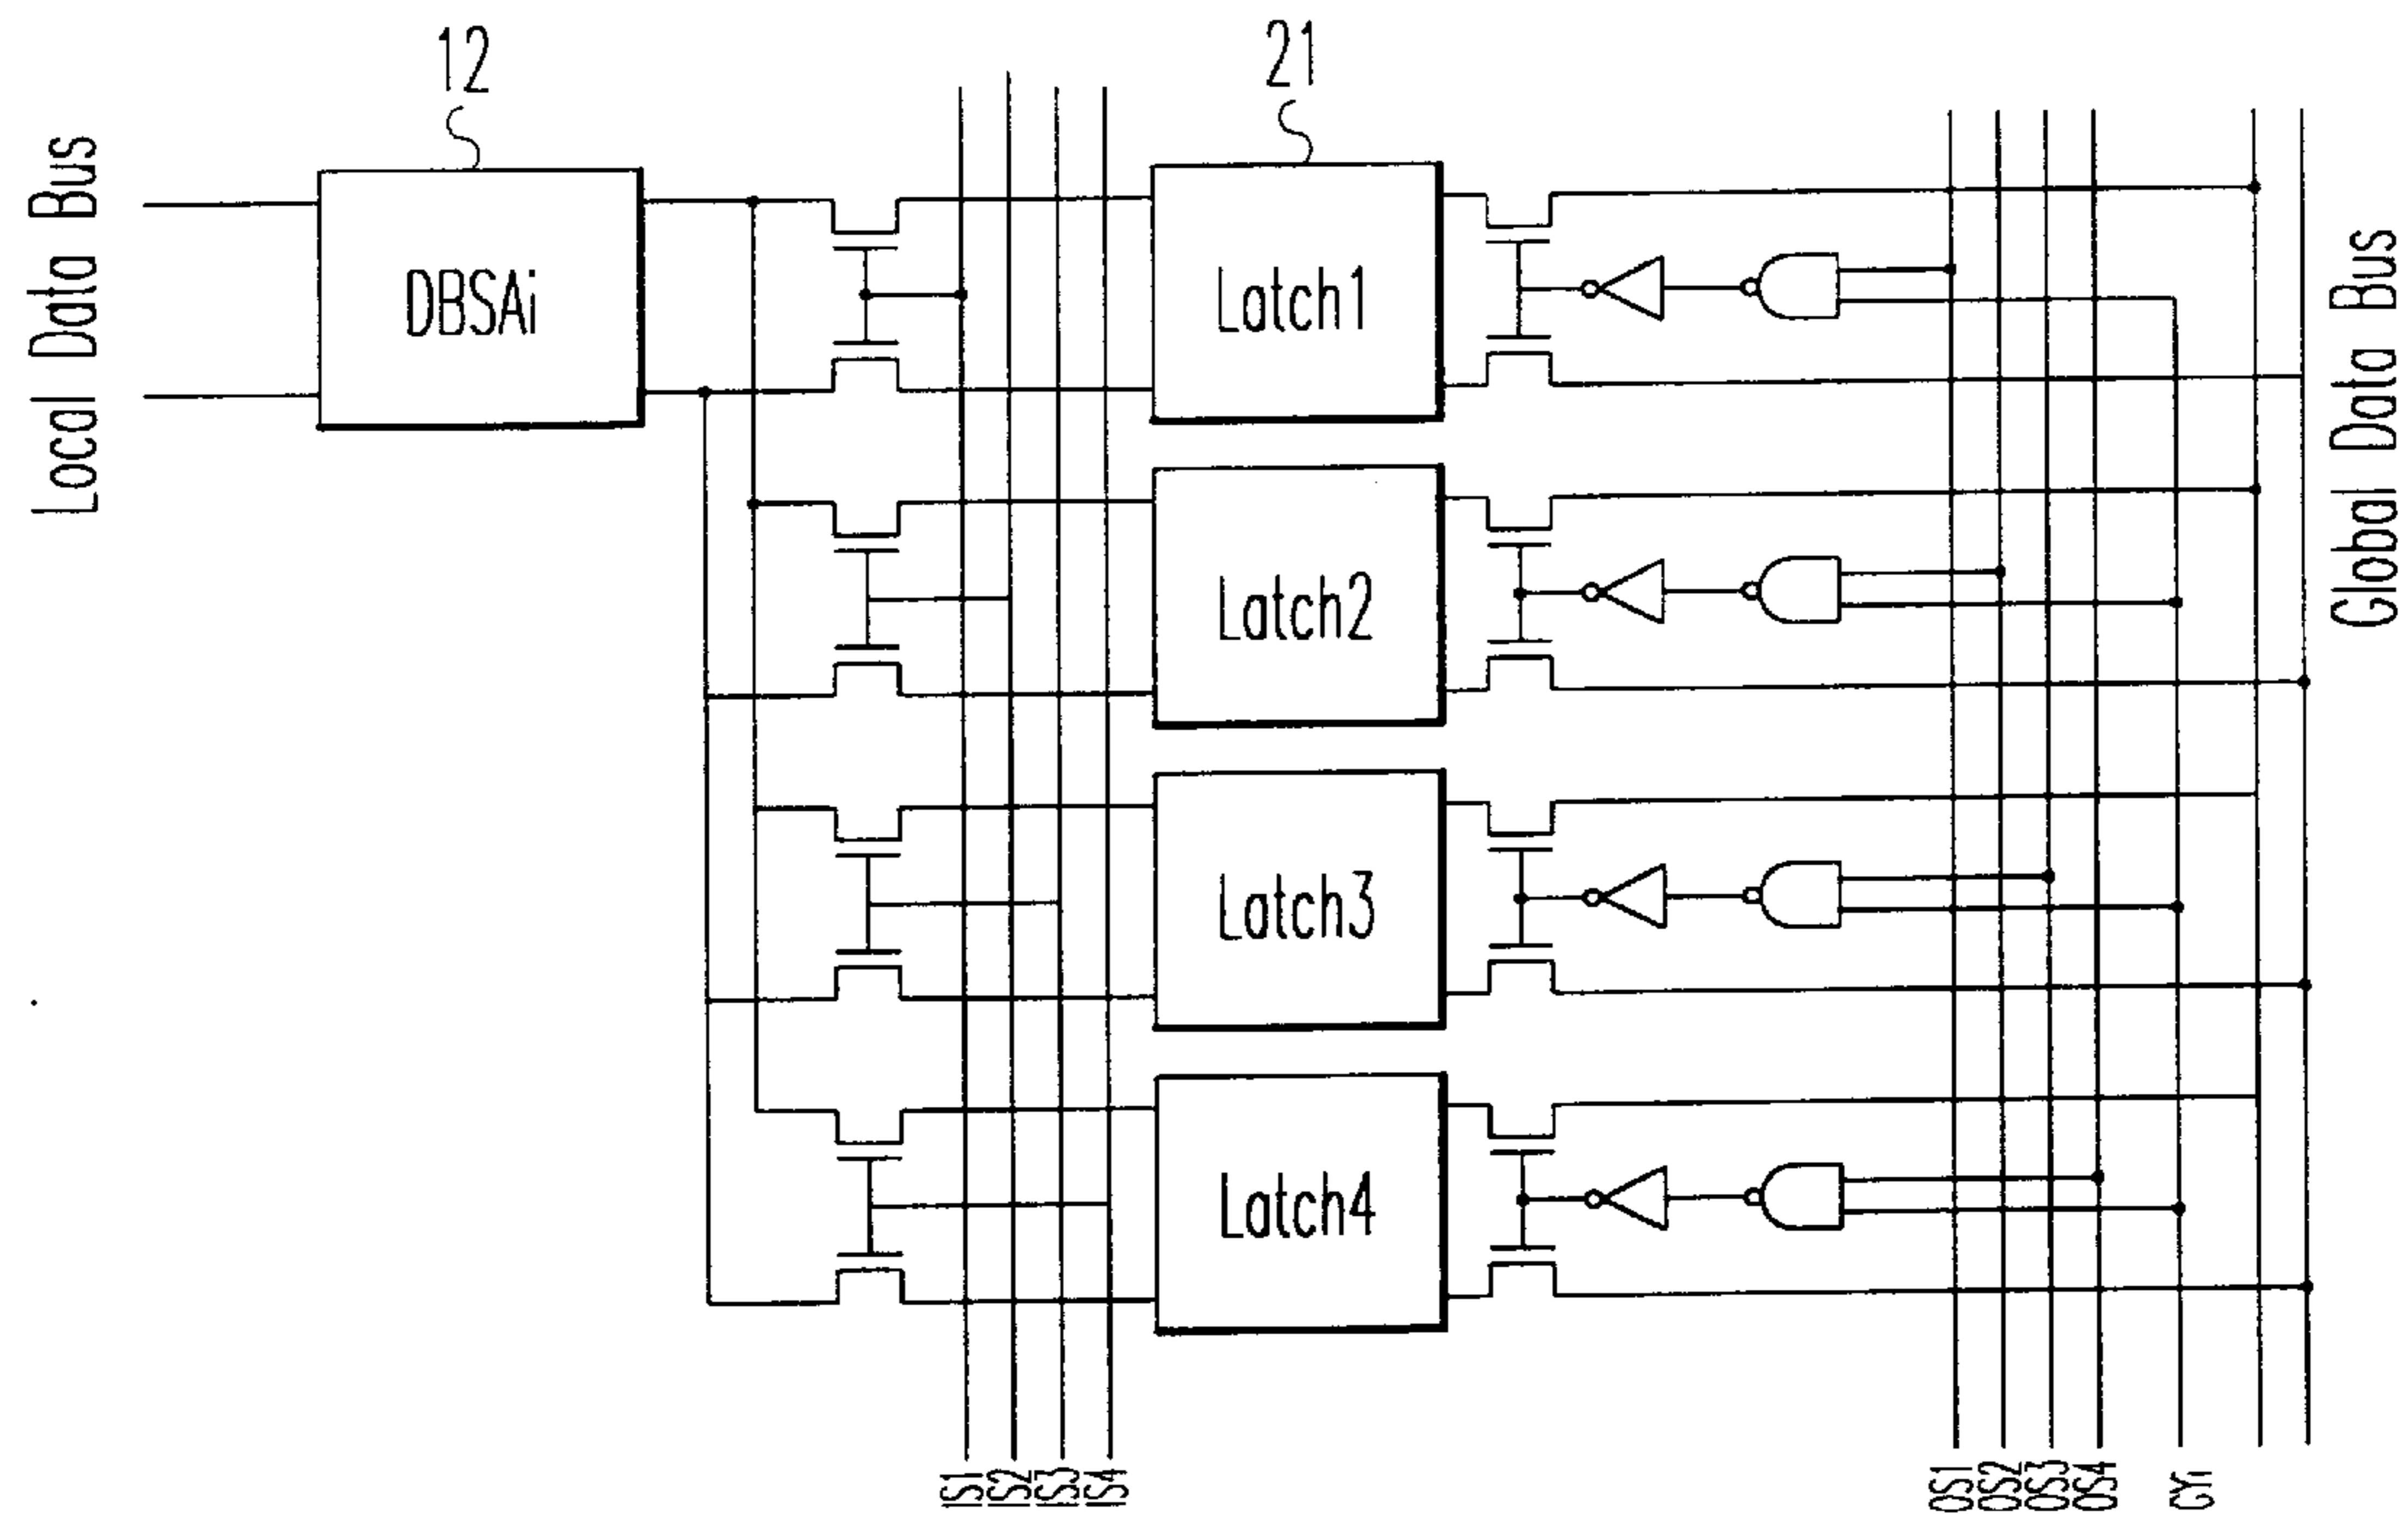 12
21
Local Data Bus
DBSAi
Latch1
Latch2
Latch3
Latch4
Global Data Bus
IS1
IS2
IS3
IS4
OS1
OS2
OS3
OS4